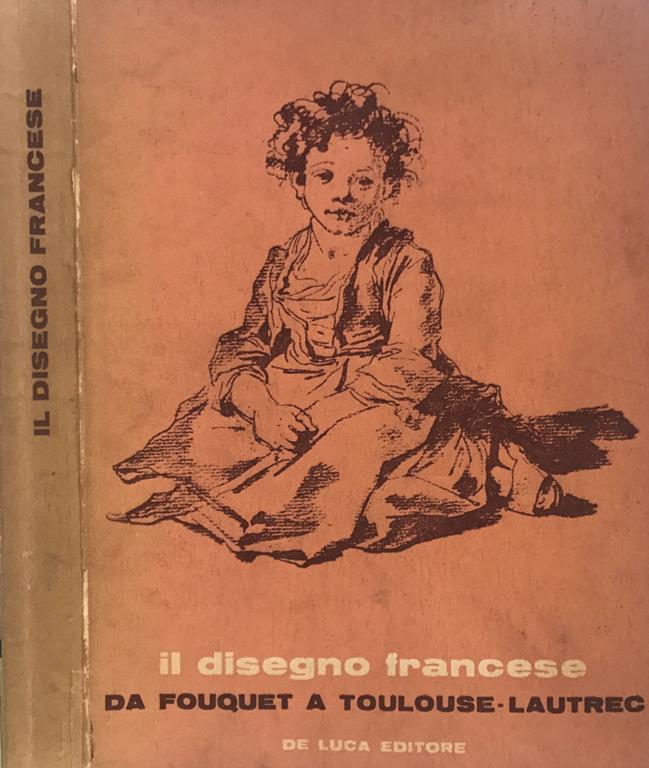 IL DISEGNO FRANCESE
il disegno francese
DA FOUQUET A TOULOUSE-LAUTREC
DE LUCA EDITORE